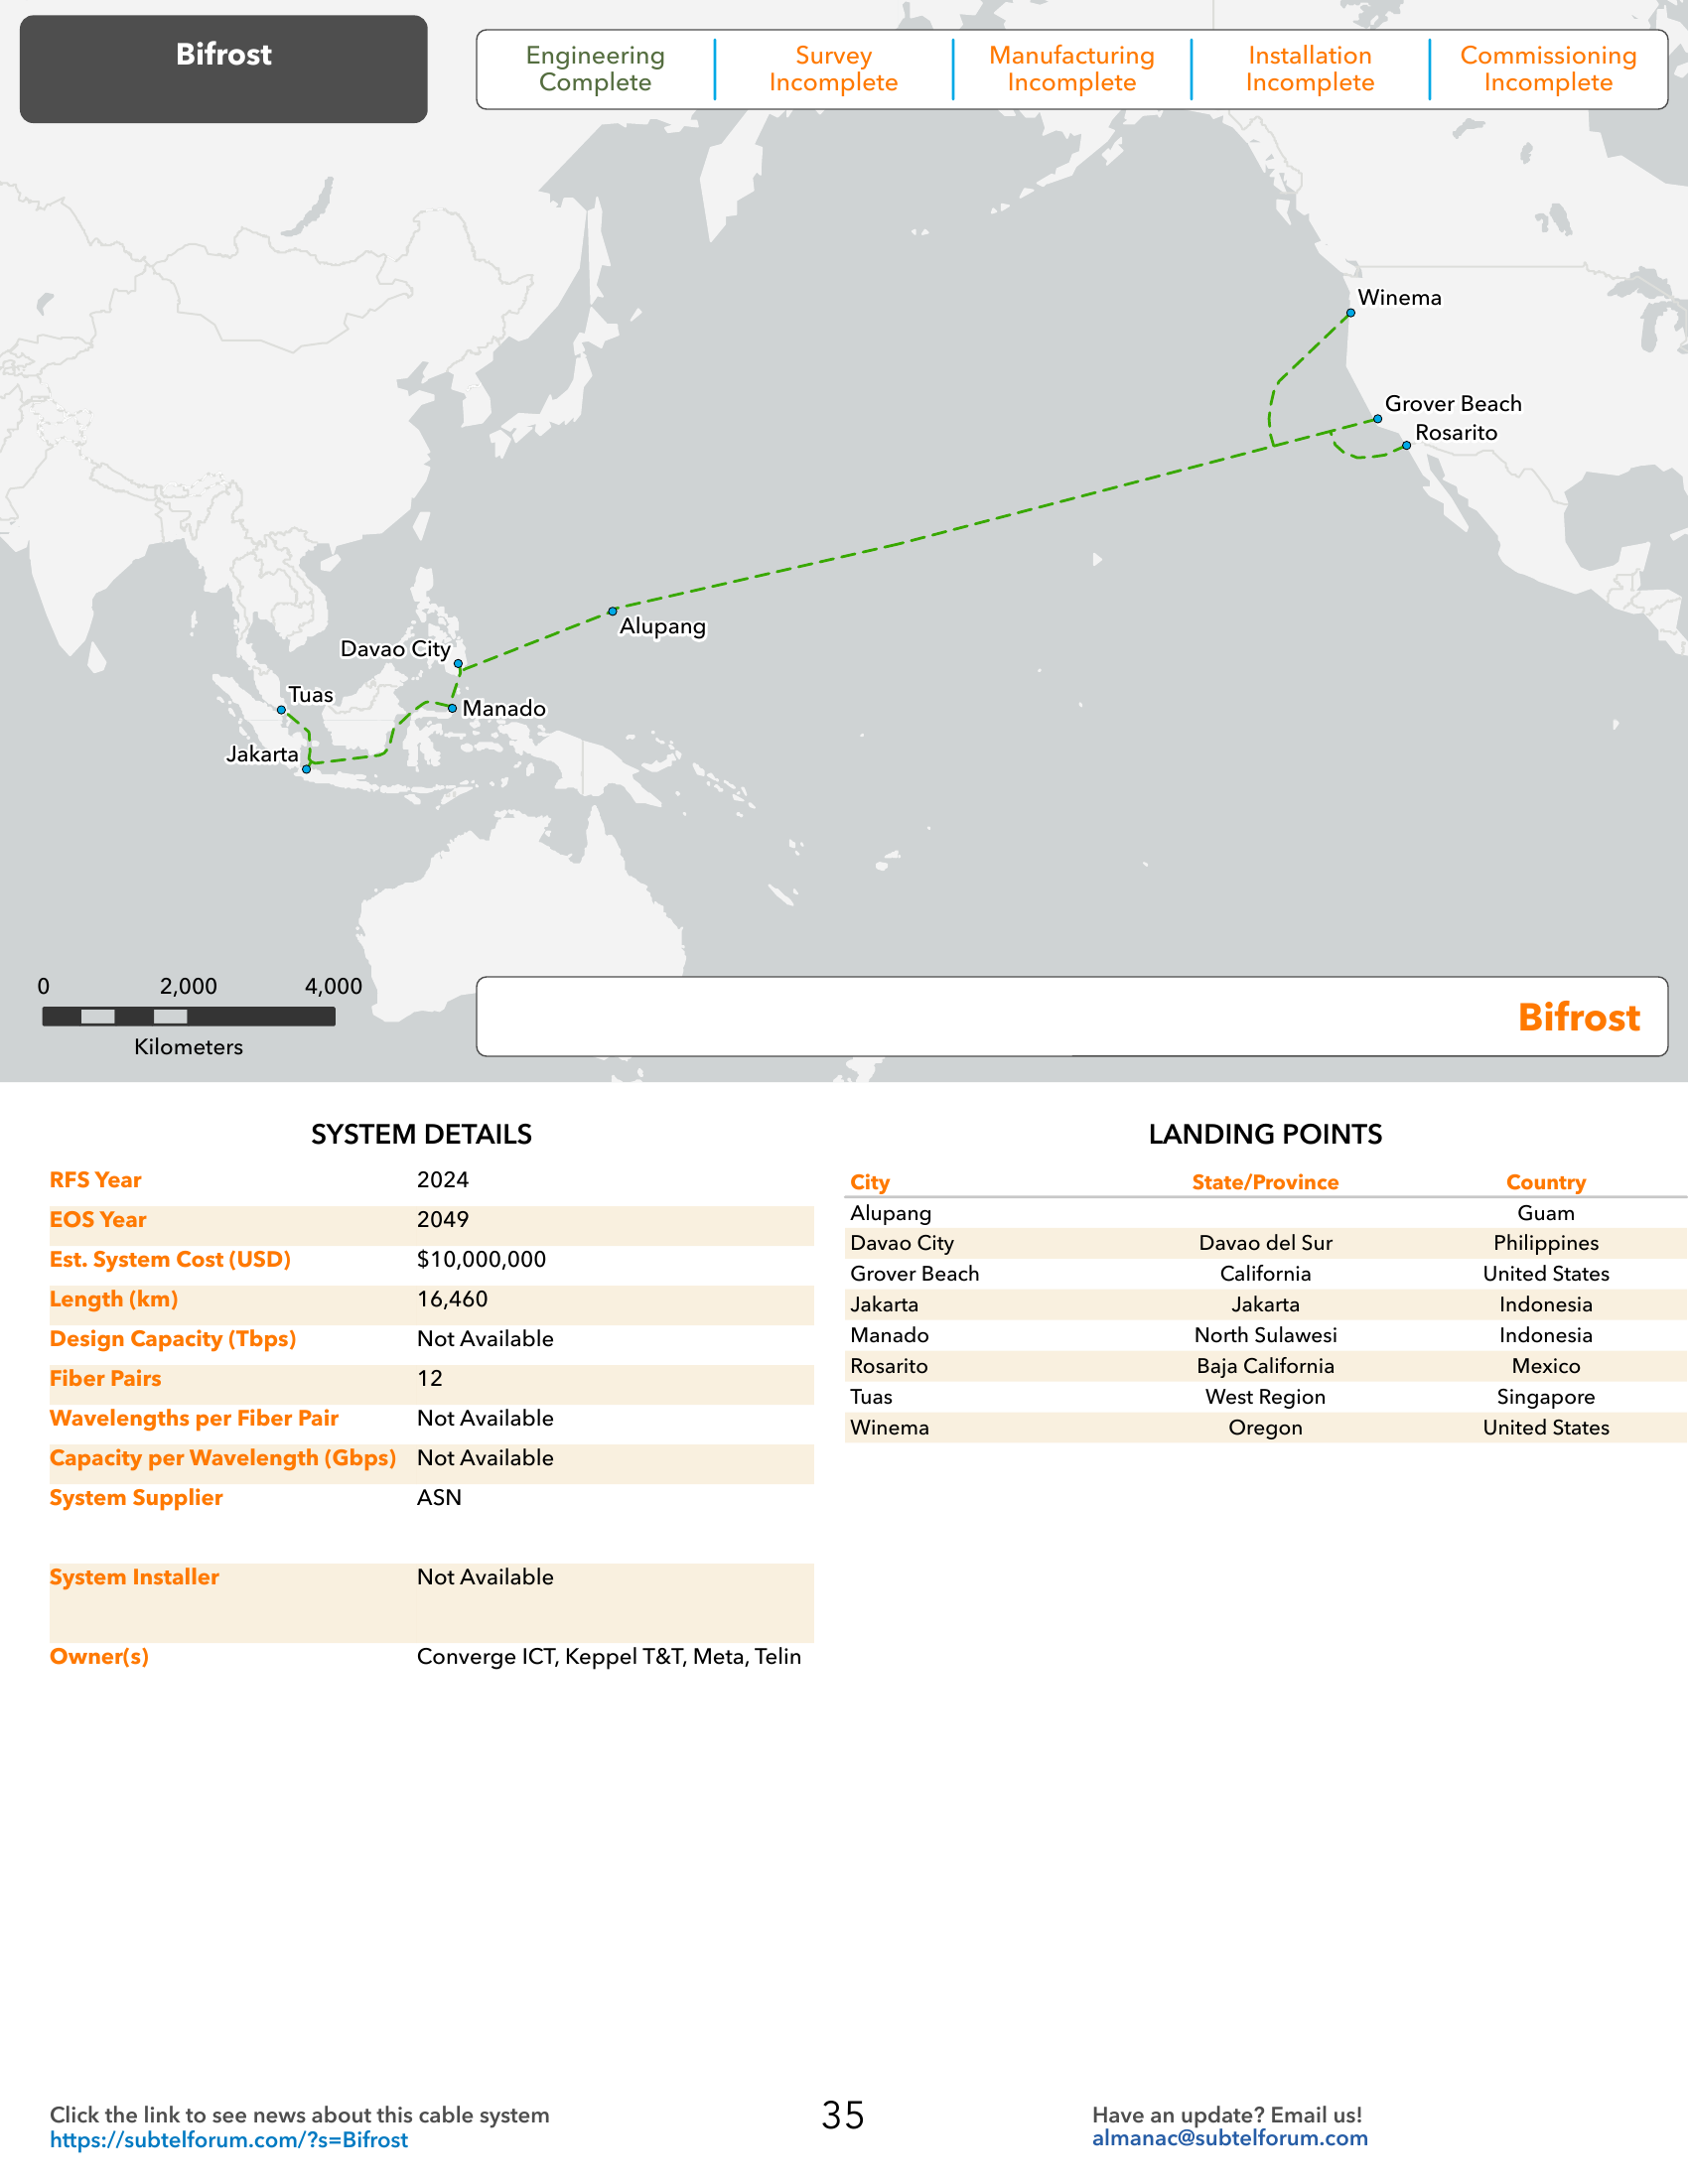 Bifrost
Engineering
Complete
Survey
Incomplete
Manufacturing
Incomplete
Installation
Incomplete
Commissioning
Incomplete
Winema
Grover Beach
Rosarito
Alupang
Davao City
Tuas
Manado
Jakarta
0 2,000 4,000
Kilometers
Bifrost
SYSTEM DETAILS
RFS Year 2024
EOS Year 2049
Est. System Cost (USD) $10,000,000
Length (km) 16,460
Design Capacity (Tbps) Not Available
Fiber Pairs 12
Wavelengths per Fiber Pair Not Available
Capacity per Wavelength (Gbps) Not Available
System Supplier ASN
System Installer Not Available
Owner(s) Converge ICT, Keppel T&T, Meta, Telin
LANDING POINTS
City State/Province Country
Alupang Guam
Davao City Davao del Sur Philippines
Grover Beach California United States
Jakarta Jakarta Indonesia
Manado North Sulawesi Indonesia
Rosarito Baja California Mexico
Tuas West Region Singapore
Winema Oregon United States
Click the link to see news about this cable system
https://subtelforum.com/?s=Bifrost
35
Have an update? Email us!
almanac@subtelforum.com